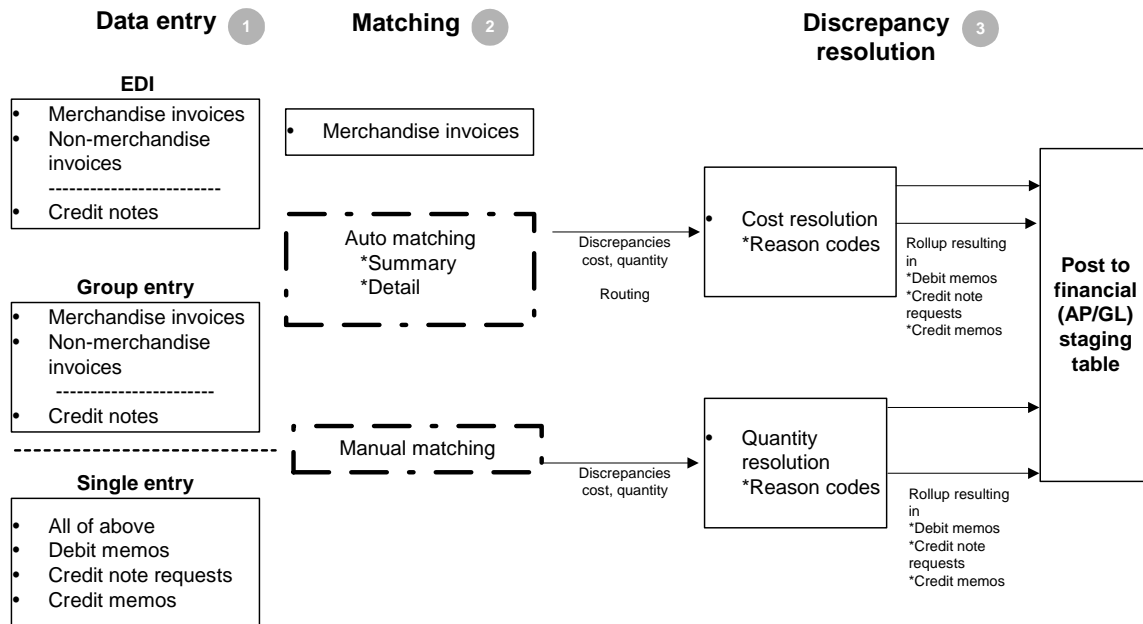 Data entry 1
EDI
• Merchandise invoices
• Non-merchandise
invoices
--------------------------
• Credit notes
Group entry
• Merchandise invoices
• Non-merchandise
invoices
------------------------
• Credit notes
Single entry
• All of above
• Debit memos
• Credit note requests
• Credit memos
Matching 2
• Merchandise invoices
Auto matching
*Summary
*Detail
Manual matching
Discrepancies
cost, quantity
Routing
Discrepancies
cost, quantity
Discrepancy 3
resolution
• Cost resolution
*Reason codes
Rollup resulting
in
*Debit memos
*Credit note
requests
*Credit memos
• Quantity
resolution
*Reason codes
Rollup resulting
in
*Debit memos
*Credit note
requests
*Credit memos
Post to
financial
(AP/GL)
staging
table